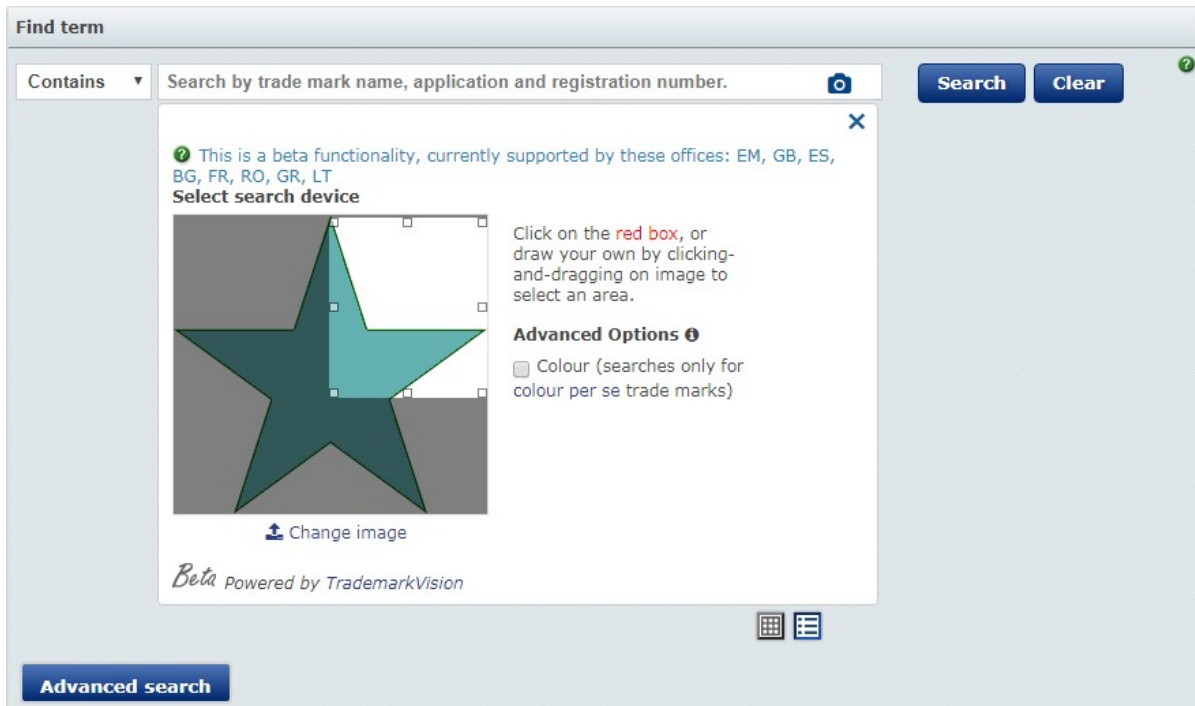 Find term
Contains Search by trade mark name, application and registration number. Search Clear
This is a beta functionality, currently supported by these offices: EM, GB, ES,
BG, FR, RO, GR, LT
Select search device
Click on the red box, or
draw your own by clicking-
and-dragging on image to
select an area.
Advanced Options
Colour (searches only for
colour per se trade marks)
Change image
Beta Powered by TrademarkVision
Advanced search